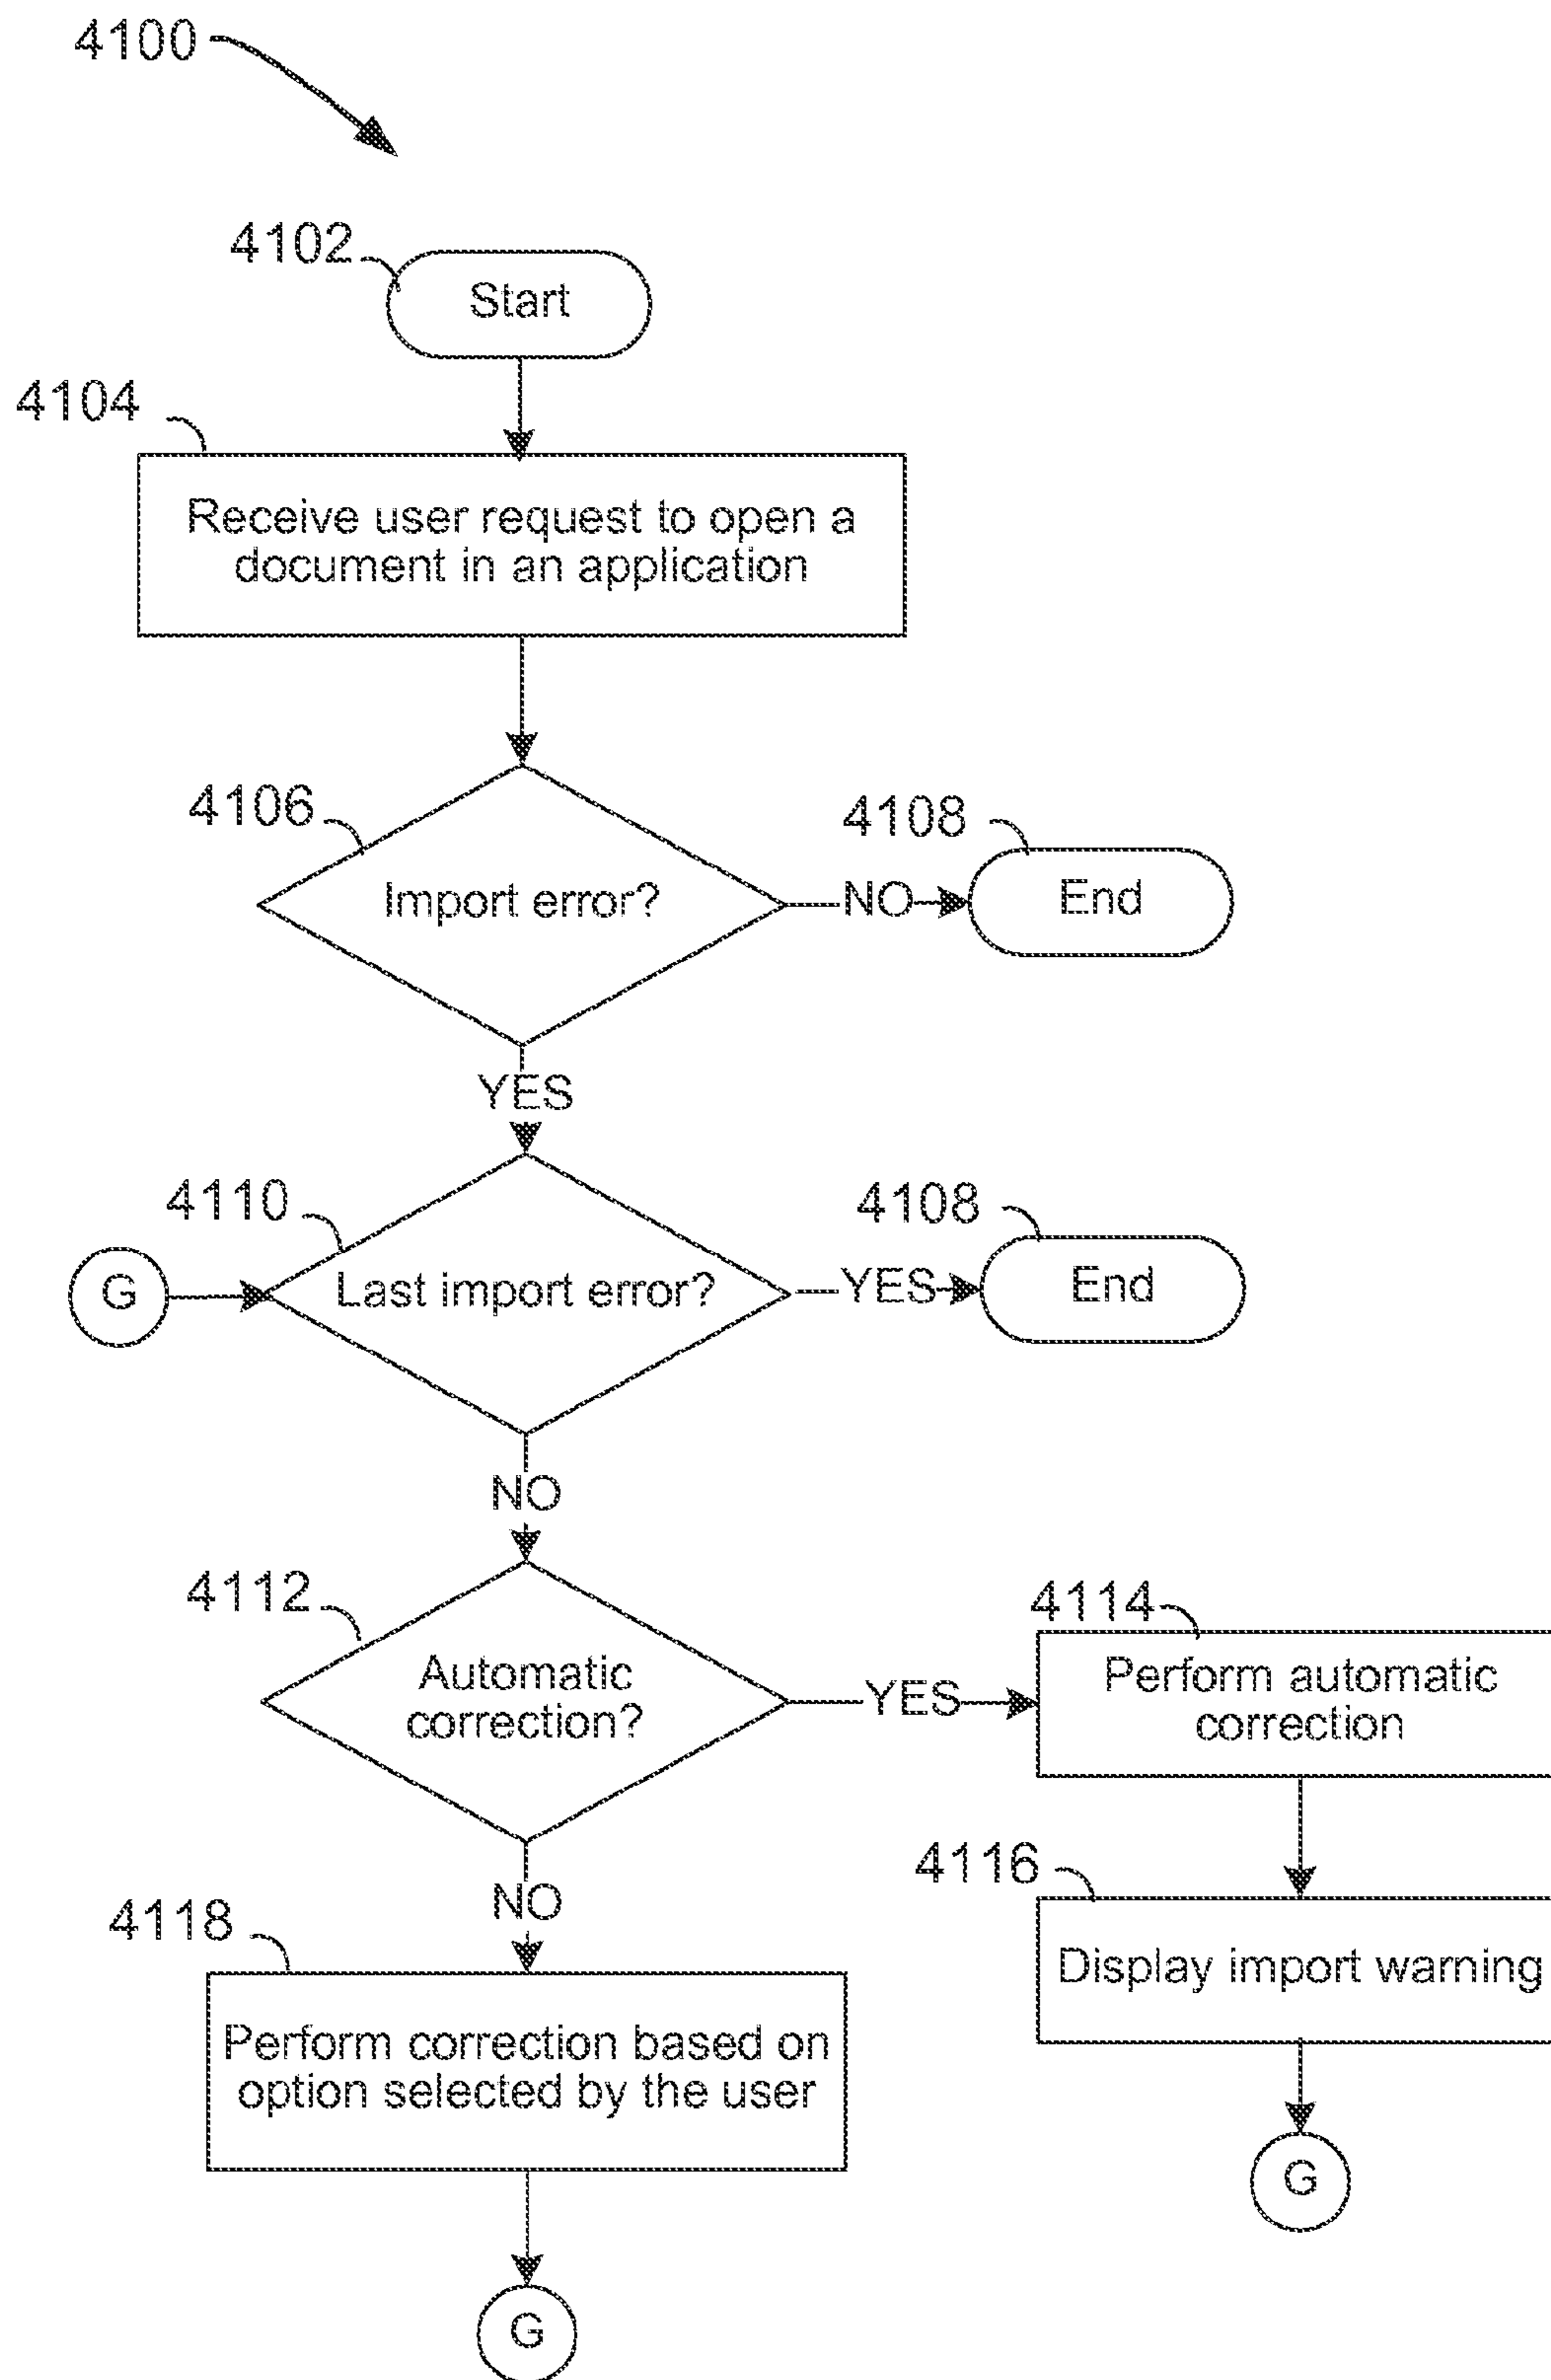 4100
4102
Start
4104
Receive user request to open a
document in an application
4106
Import error?
NO
4108
End
YES
4110
G
Last import error?
YES
4108
End
NO
4112
Automatic
correction?
YES
4114
Perform automatic
correction
4116
Display import warning
G
NO
4118
Perform correction based on
option selected by the user
G